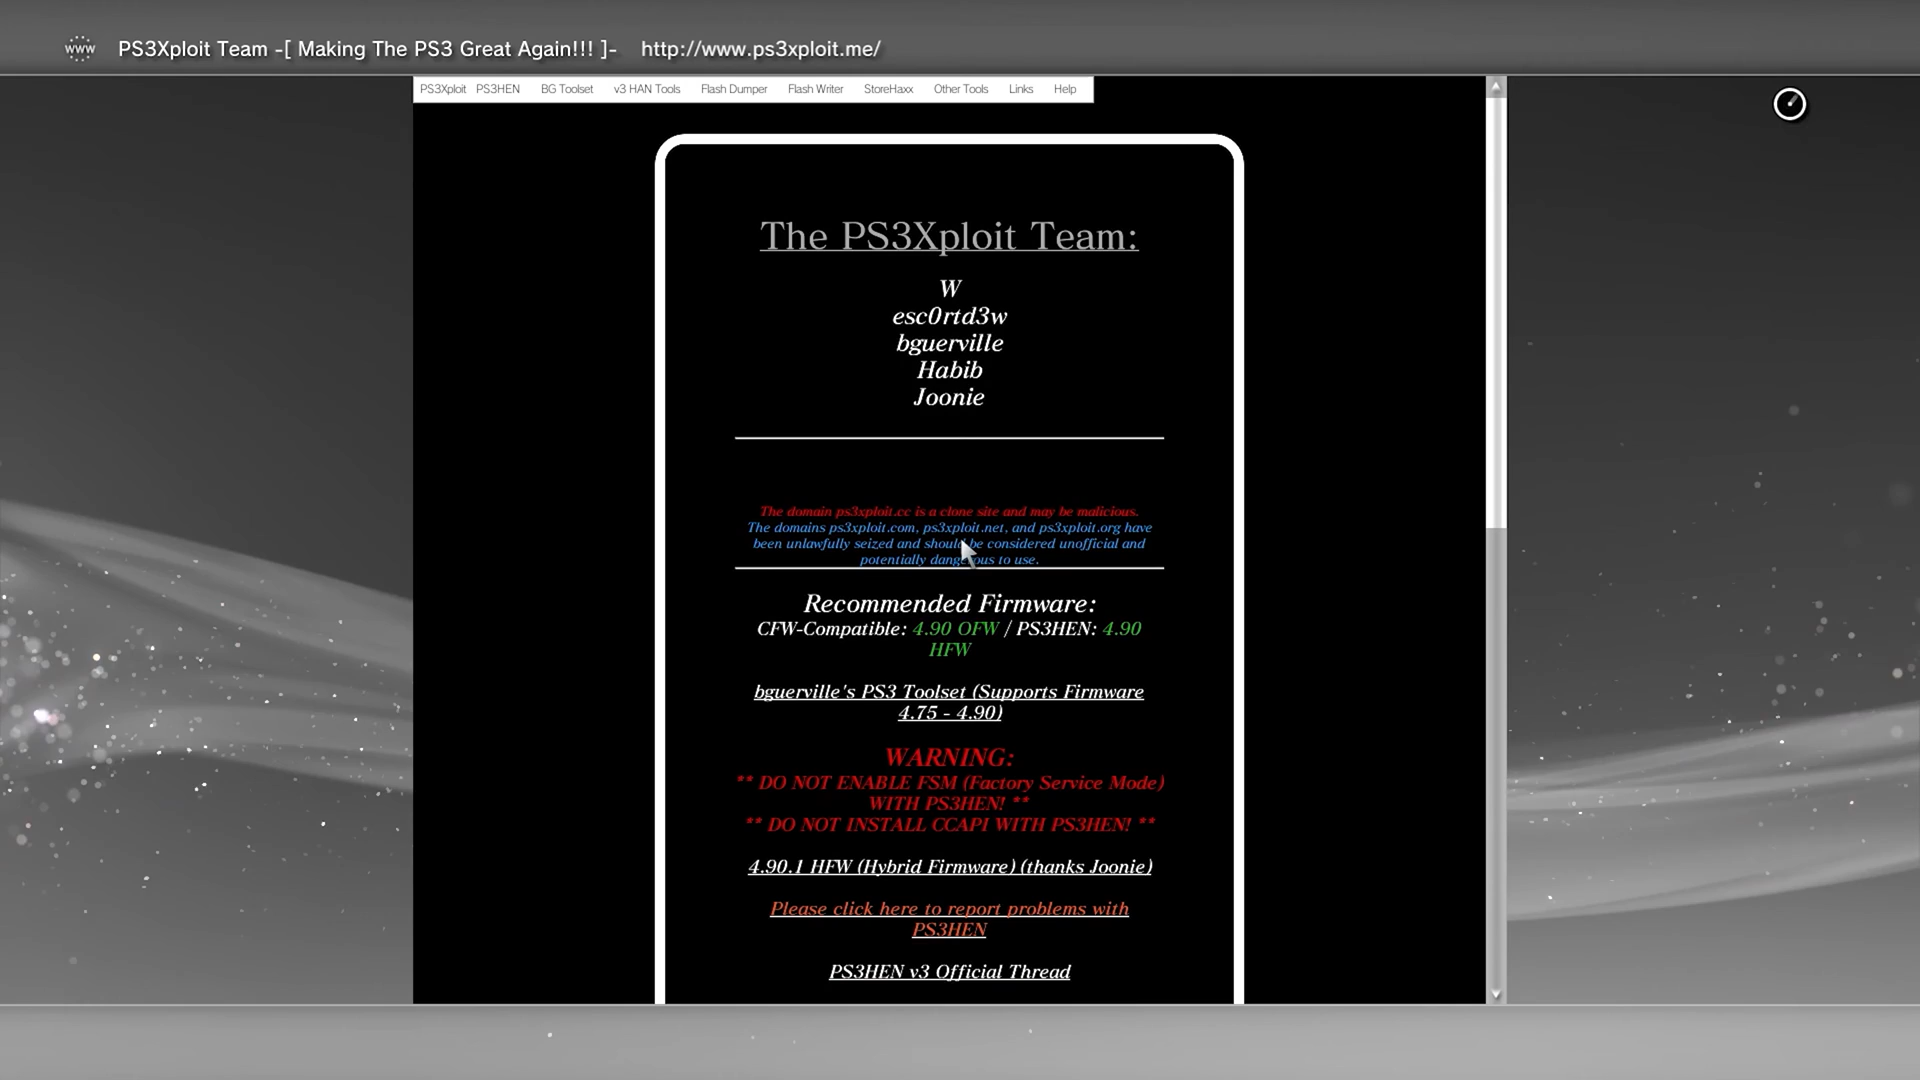 www PS3Xploit Team -[ Making The PS3 Great Again!!! ]- http://www.ps3xploit.me/
PS3Xploit PS3HEN BG Toolset v3 HAN Tools Flash Dumper Flash Writer StoreHaxx Other Tools Links Help
The PS3Xploit Team:
W
esc0rtd3w
bguerville
Habib
Joonie
The domain ps3xploit.cc is a clone site and may be malicious.
The domains ps3xploit.com, ps3xploit.net, and ps3xploit.org have
been unlawfully seized and should be considered unofficial and
potentially dangerous to use.
Recommended Firmware:
CFW-Compatible: 4.90 OFW / PS3HEN: 4.90
HFW
bguerville's PS3 Toolset (Supports Firmware
4.75 - 4.90)
WARNING:
** DO NOT ENABLE FSM (Factory Service Mode)
WITH PS3HEN! **
** DO NOT INSTALL CCAPI WITH PS3HEN! **
4.90.1 HFW (Hybrid Firmware) (thanks Joonie)
Please click here to report problems with
PS3HEN
PS3HEN v3 Official Thread